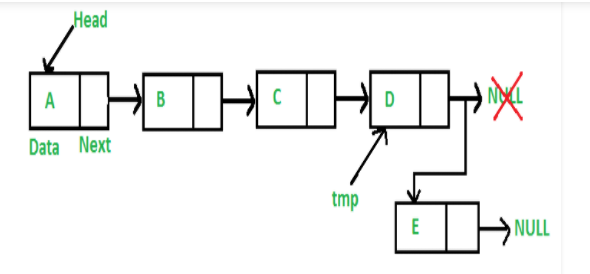 Head
A B C D NULL
Data Next
tmp
E NULL